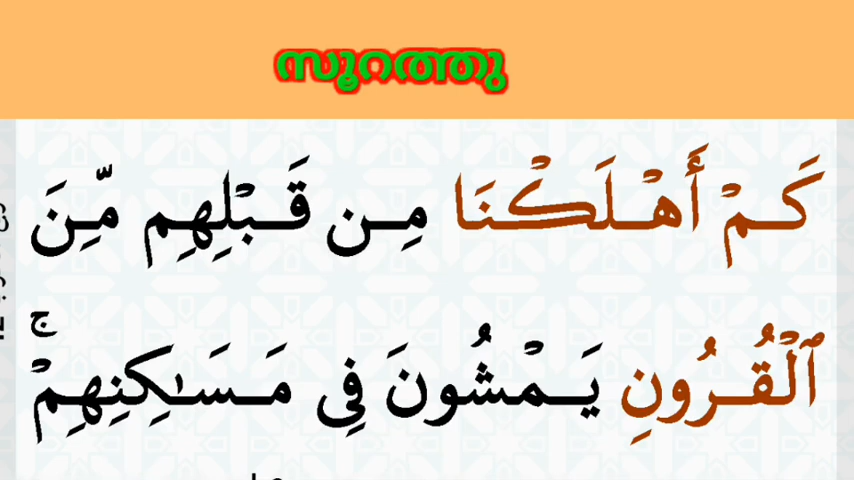 സൂറത്തു
كَمْ أَهْلَكْنَا مِن قَبْلِهِم مِّنَ
ٱلْقُرُونِ يَمْشُونَ فِى مَسَـٰكِنِهِمْ ۚ